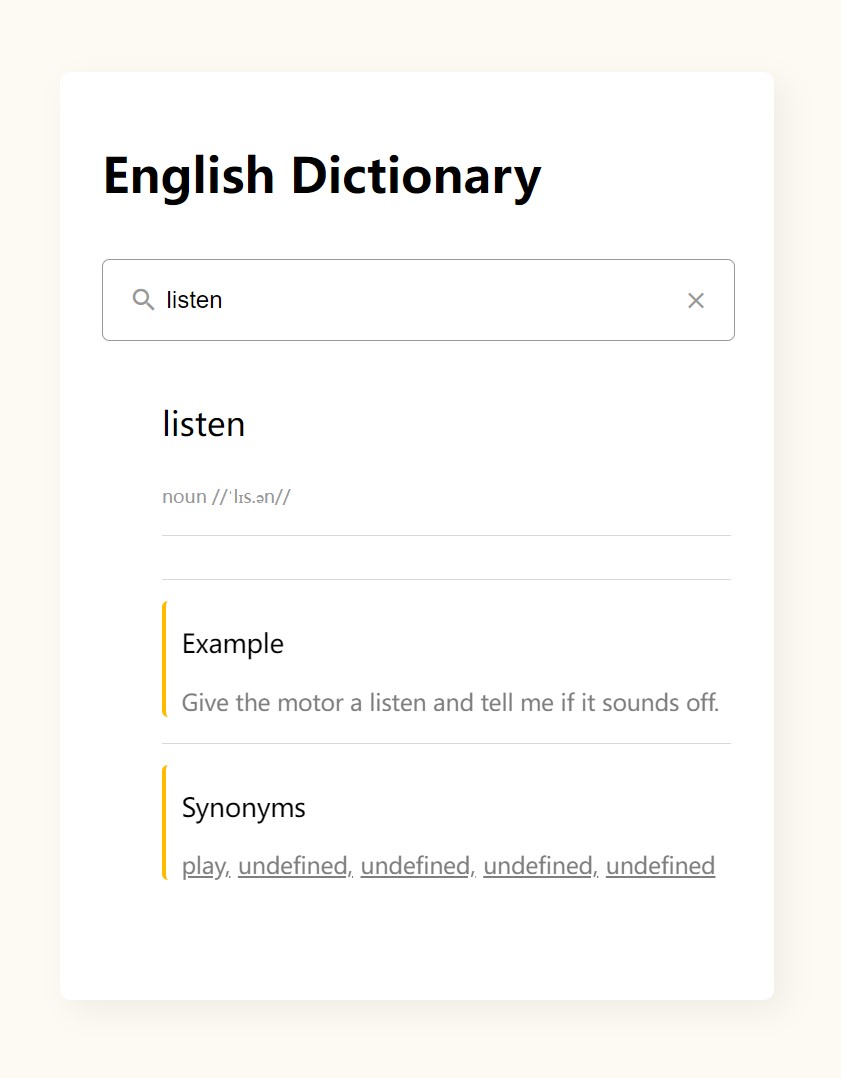 English Dictionary
listen
listen
noun //ˈlɪs.ən//
Example
Give the motor a listen and tell me if it sounds off.
Synonyms
play, undefined, undefined, undefined, undefined